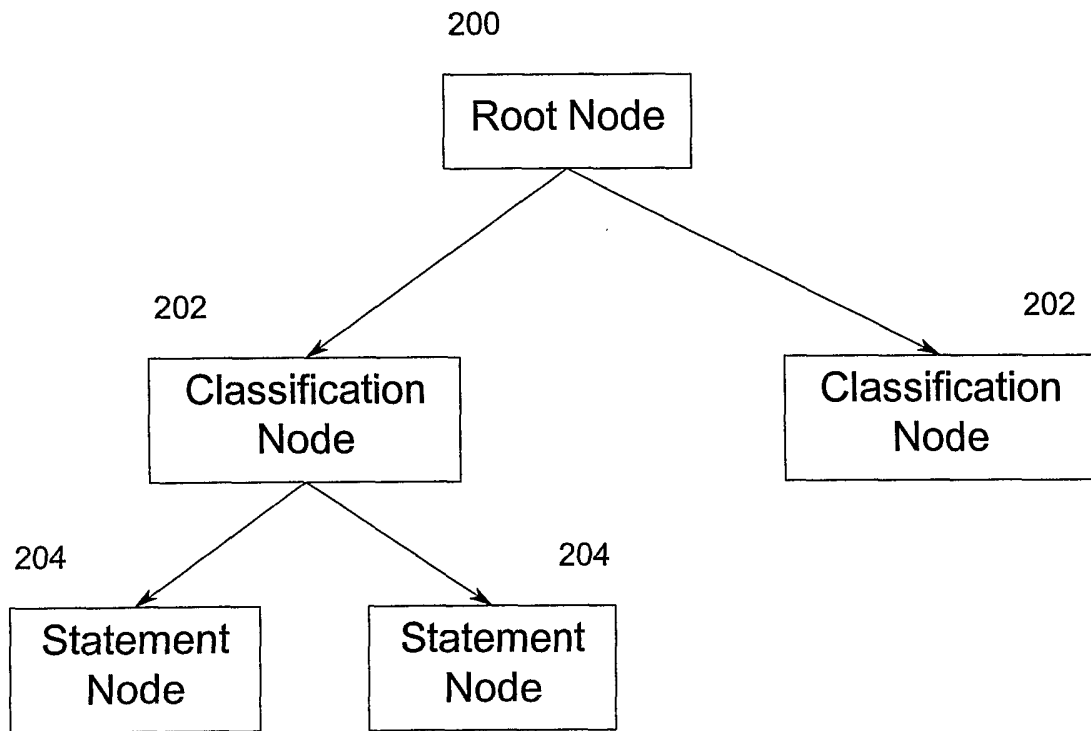 200
Root Node
202
202
Classification
Node
Classification
Node
204
204
Statement
Node
Statement
Node